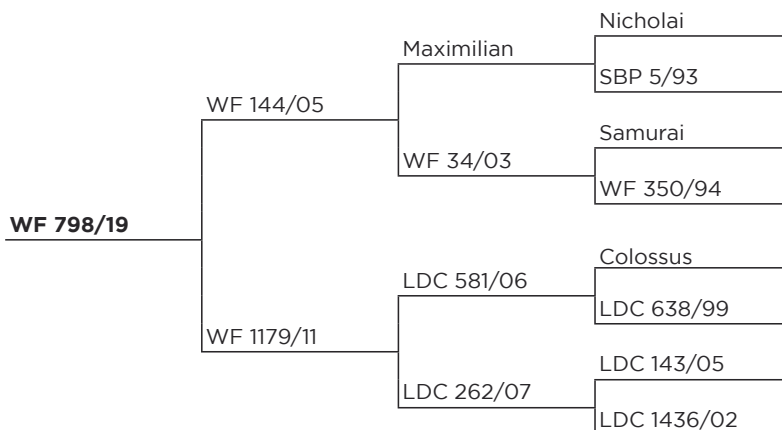 Nicholai
Maximilian
SBP 5/93
WF 144/05
Samurai
WF 34/03
WF 350/94
WF 798/19
Colossus
LDC 581/06
LDC 638/99
WF 1179/11
LDC 143/05
LDC 262/07
LDC 1436/02